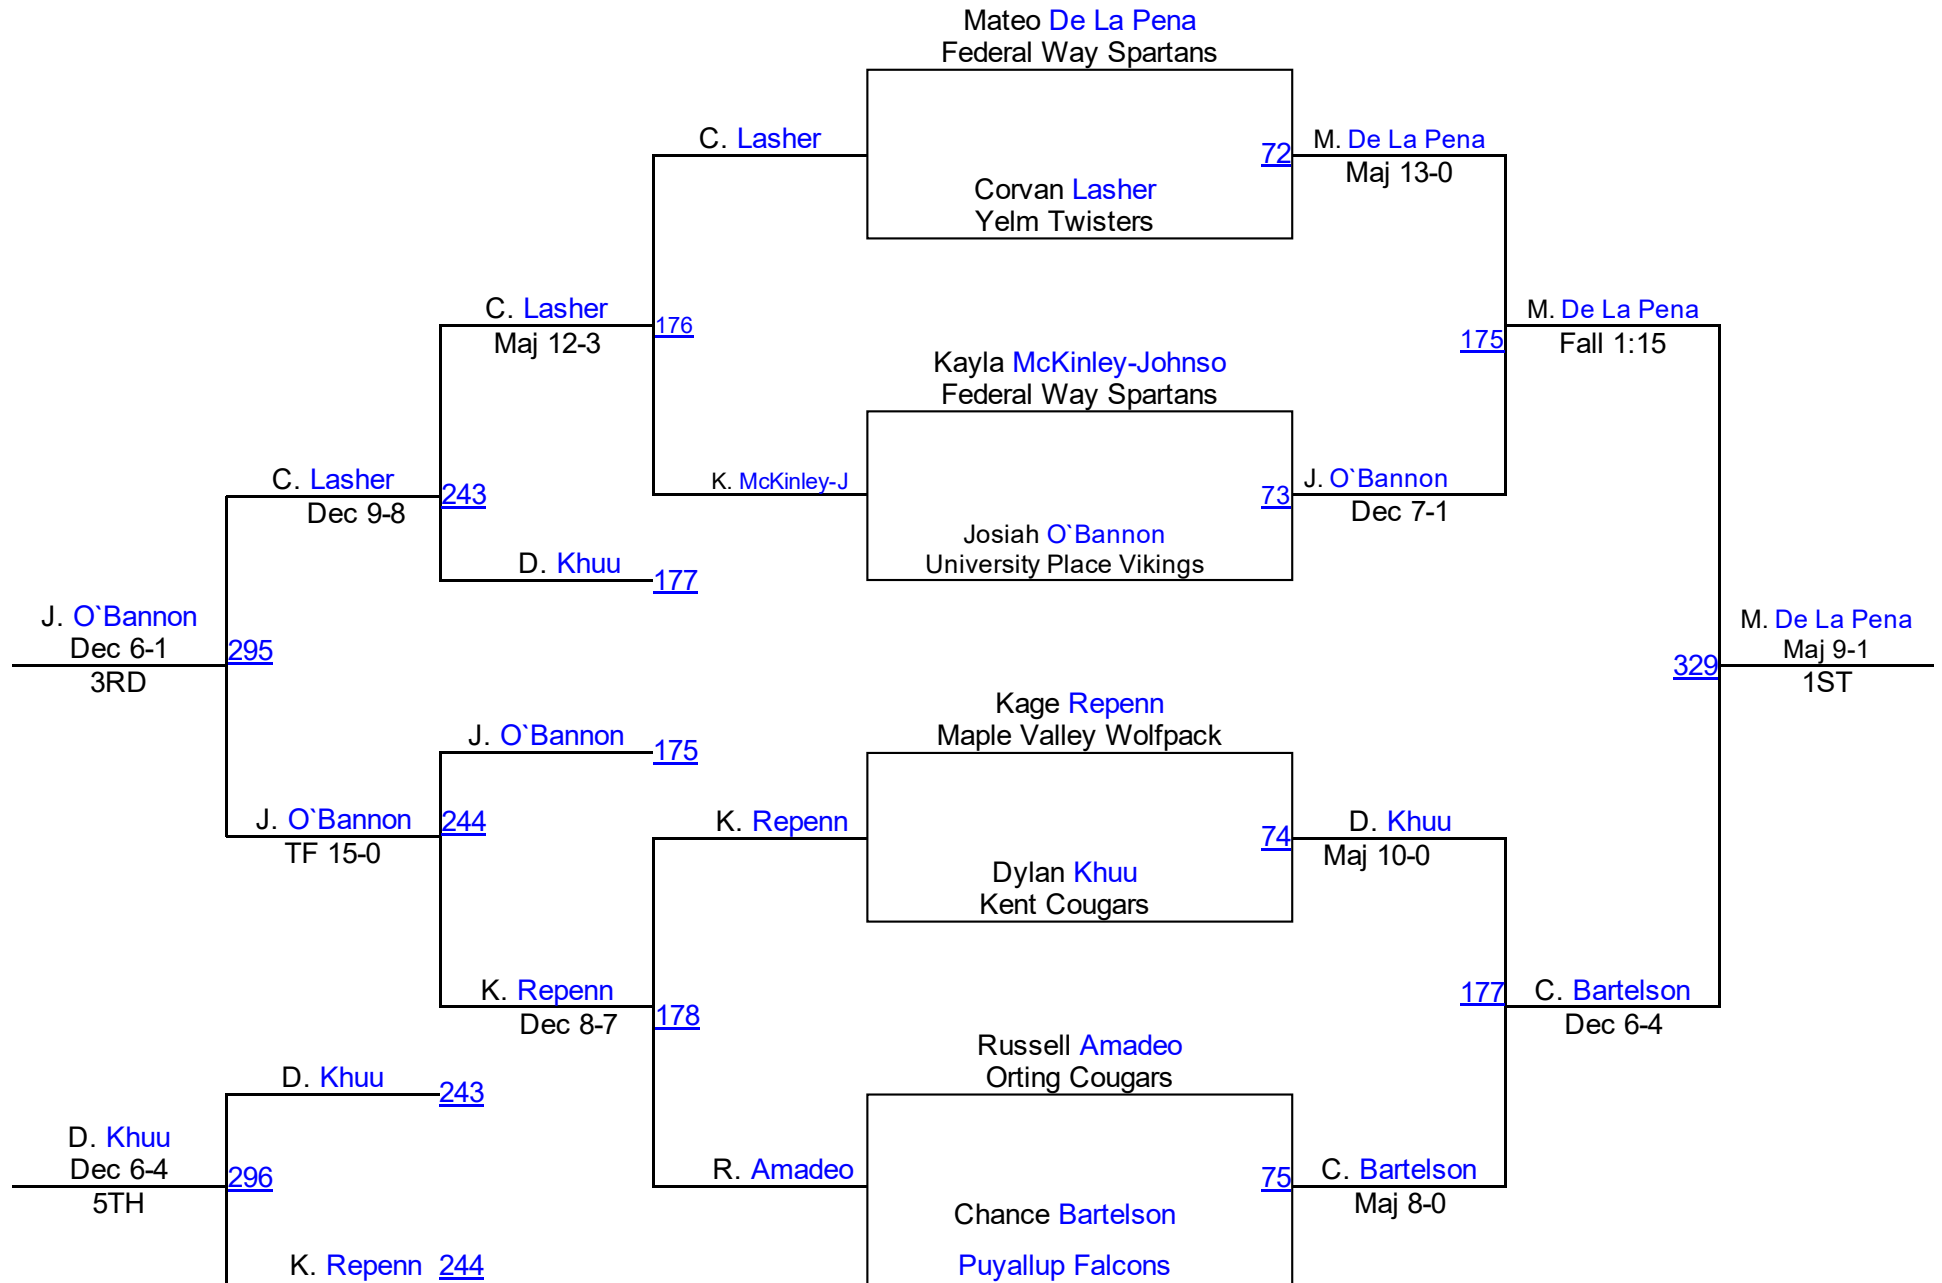 Mateo De La Pena
Federal Way Spartans
C. Lasher
72
M. De La Pena
Maj 13-0
Corvan Lasher
Yelm Twisters
C. Lasher
Maj 12-3
176
M. De La Pena
175
Fall 1:15
Kayla McKinley-Johnso
Federal Way Spartans
C. Lasher
Dec 9-8
243
K. McKinley-J
73
J. O`Bannon
Dec 7-1
Josiah O`Bannon
University Place Vikings
D. Khuu
177
J. O`Bannon
Dec 6-1
3RD
295
M. De La Pena
Maj 9-1
1ST
329
Kage Repenn
Maple Valley Wolfpack
J. O`Bannon
175
J. O`Bannon
TF 15-0
244
K. Repenn
74
D. Khuu
Maj 10-0
Dylan Khuu
Kent Cougars
K. Repenn
Dec 8-7
178
177
C. Bartelson
Dec 6-4
Russell Amadeo
Orting Cougars
D. Khuu
243
D. Khuu
Dec 6-4
5TH
296
R. Amadeo
75
C. Bartelson
Maj 8-0
Chance Bartelson
Puyallup Falcons
K. Repenn
244